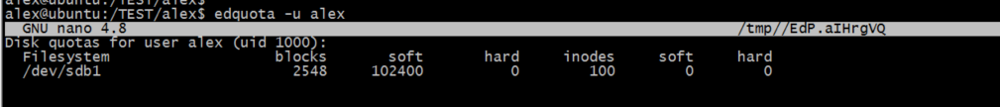 alex@ubuntu:/TEST/alex$
alex@ubuntu:/TEST/alex$ edquota -u alex
GNU nano 4.8 /tmp//EdP.aIHrgVQ
Disk quotas for user alex (uid 1000):
Filesystem blocks soft hard inodes soft hard
/dev/sdb1 2548 102400 0 100 0 0